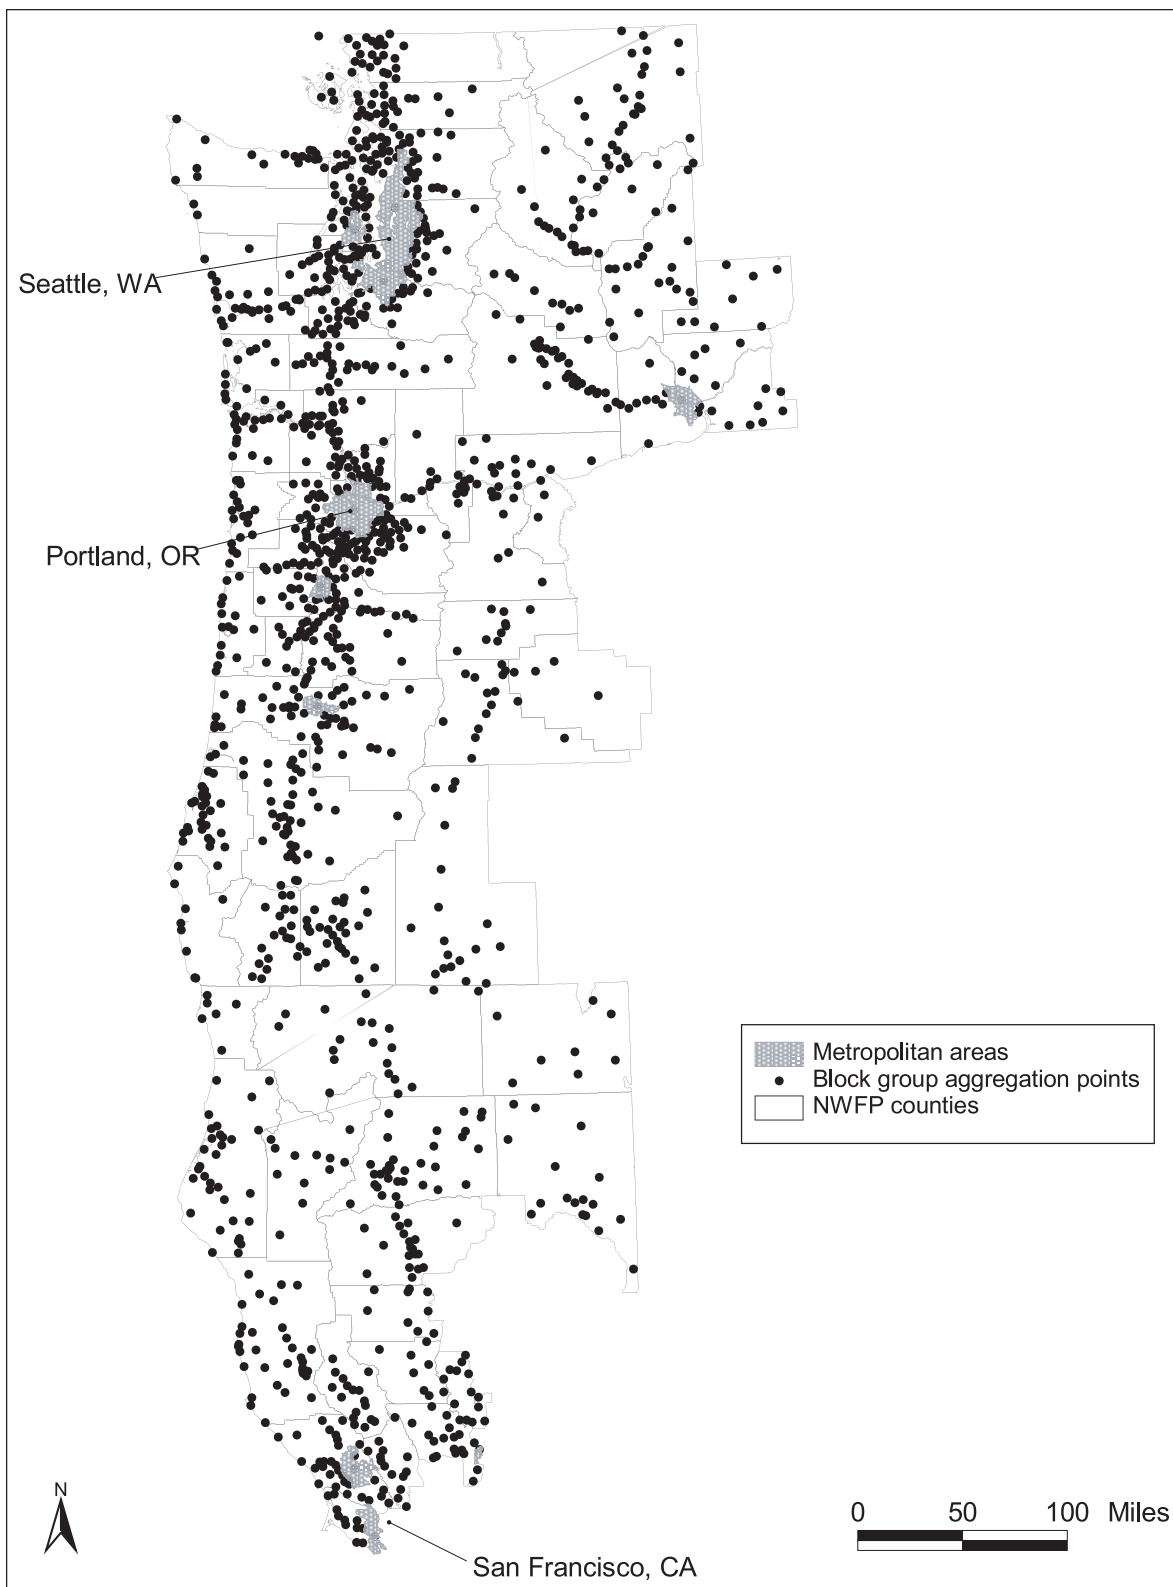 Seattle, WA
Portland, OR
Metropolitan areas
Block group aggregation points
NWFP counties
N
0 50 100 Miles
San Francisco, CA